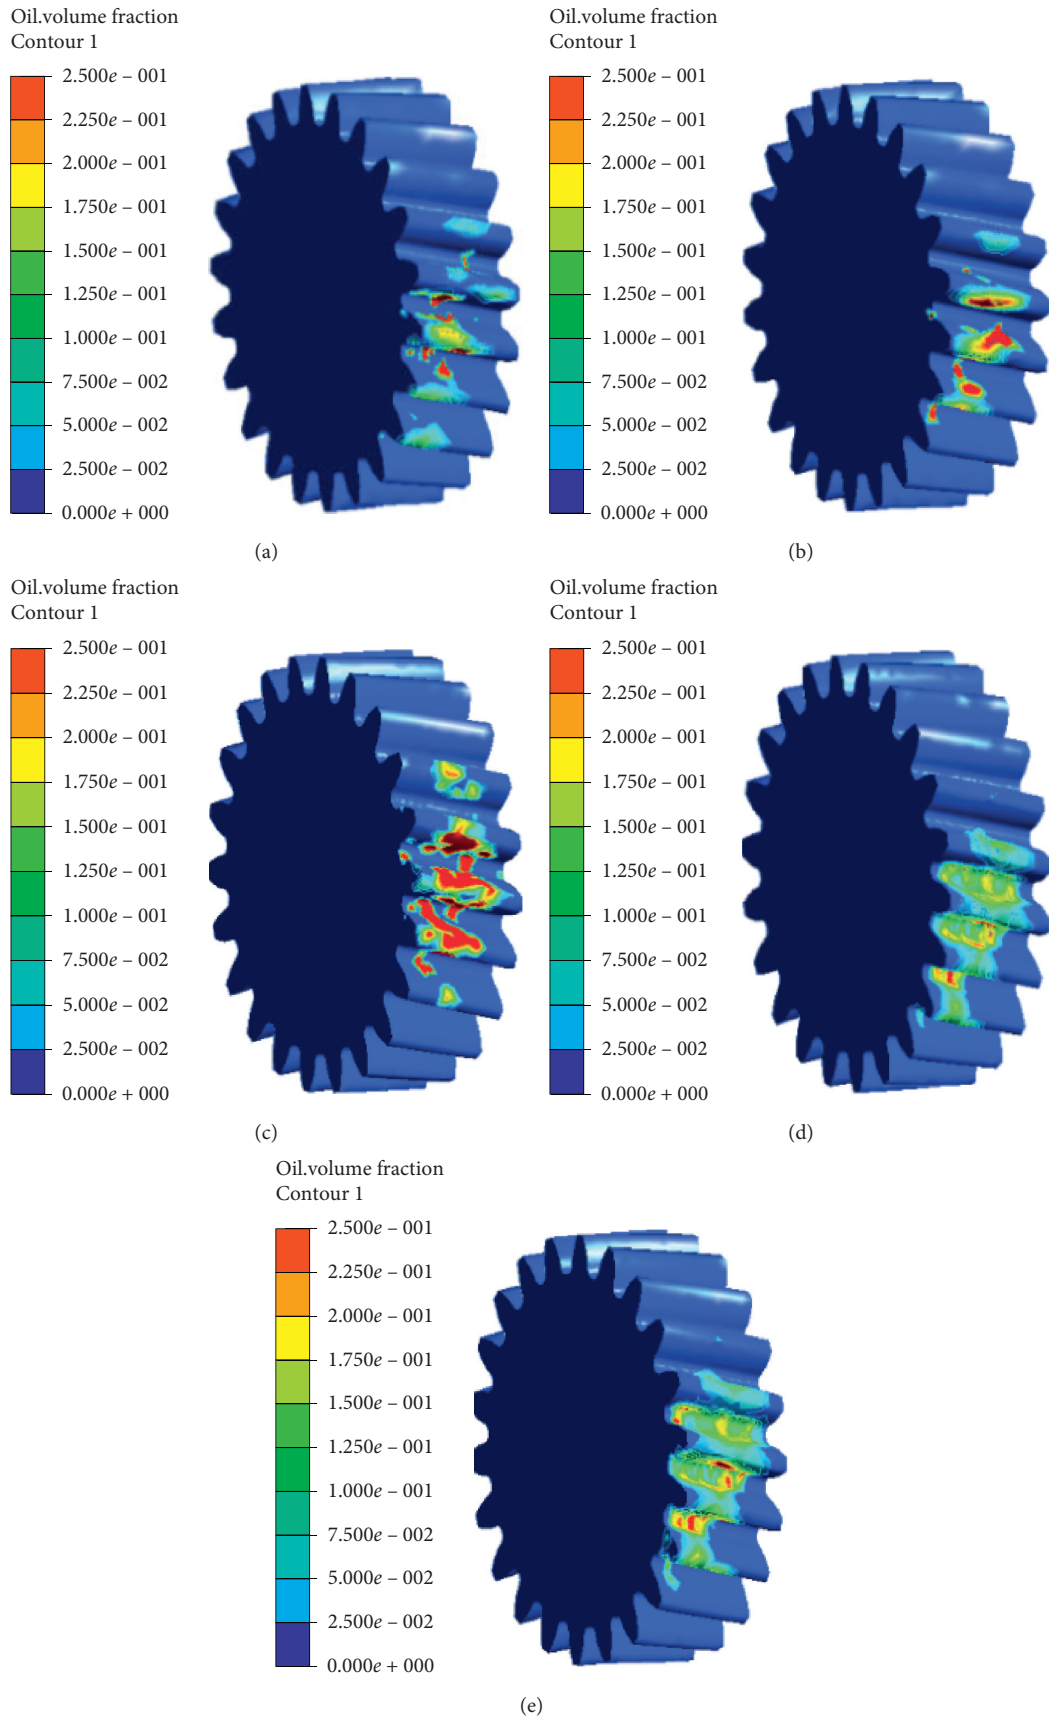 Oil.volume fraction
Contour 1
2.500e – 001
2.250e – 001
2.000e – 001
1.750e – 001
1.500e – 001
1.250e – 001
1.000e – 001
7.500e – 002
5.000e – 002
2.500e – 002
0.000e + 000
(a)
Oil.volume fraction
Contour 1
2.500e – 001
2.250e – 001
2.000e – 001
1.750e – 001
1.500e – 001
1.250e – 001
1.000e – 001
7.500e – 002
5.000e – 002
2.500e – 002
0.000e + 000
(b)
Oil.volume fraction
Contour 1
2.500e – 001
2.250e – 001
2.000e – 001
1.750e – 001
1.500e – 001
1.250e – 001
1.000e – 001
7.500e – 002
5.000e – 002
2.500e – 002
0.000e + 000
(c)
Oil.volume fraction
Contour 1
2.500e – 001
2.250e – 001
2.000e – 001
1.750e – 001
1.500e – 001
1.250e – 001
1.000e – 001
7.500e – 002
5.000e – 002
2.500e – 002
0.000e + 000
(d)
Oil.volume fraction
Contour 1
2.500e – 001
2.250e – 001
2.000e – 001
1.750e – 001
1.500e – 001
1.250e – 001
1.000e – 001
7.500e – 002
5.000e – 002
2.500e – 002
0.000e + 000
(e)